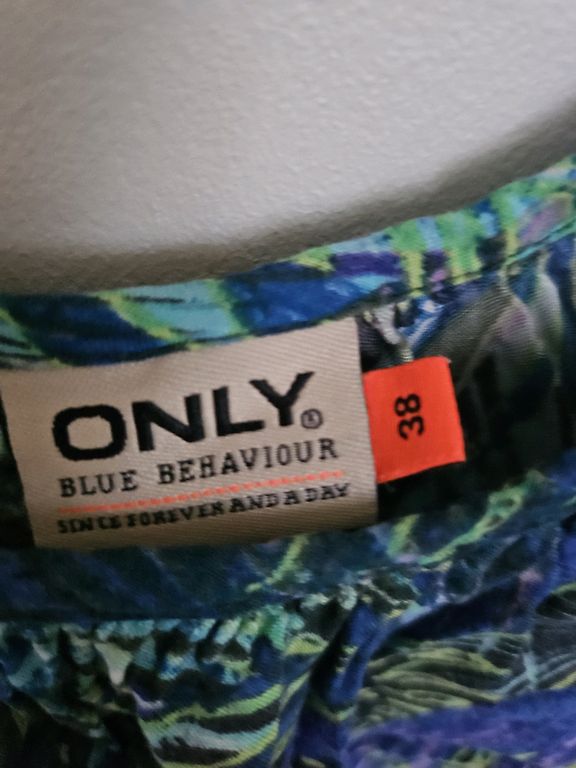 ONLY®
BLUE BEHAVIOUR
SINCE FOREVER AND A DAY
38